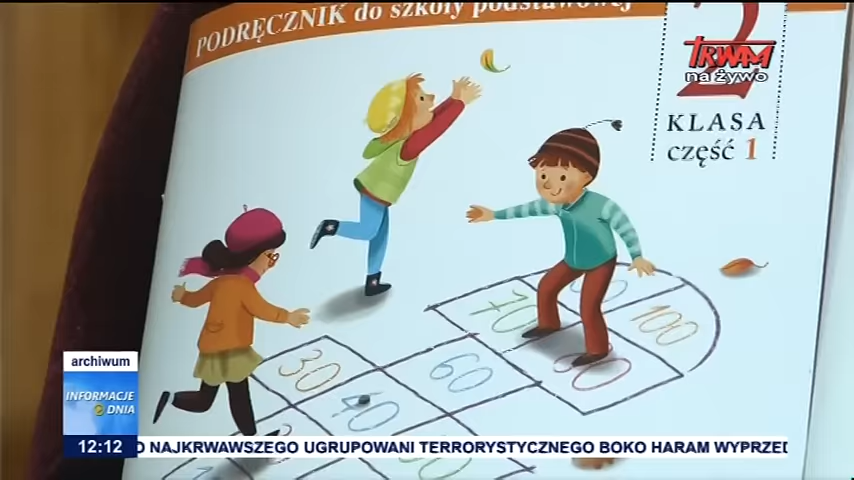 PODRĘCZNIK do szkoły podstawowej
2
TRWAM
na żywo
KLASA
część 1
70
100
30
60
40
archiwum
INFORMACJE
DNIA
12:12
O NAJKRWAWSZEGO UGRUPOWANI TERRORYSTYCZNEGO BOKO HARAM WYPRZED